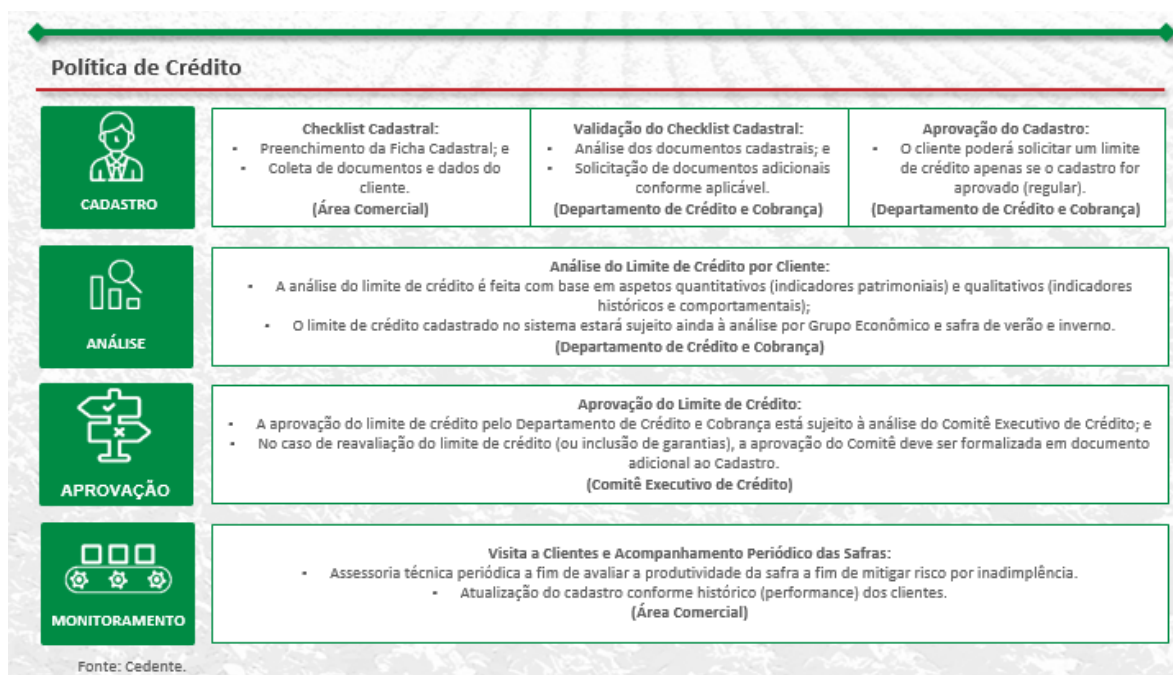 Política de Crédito
CADASTRO
Checklist Cadastral:
▪ Preenchimento da Ficha Cadastral; e
▪ Coleta de documentos e dados do
cliente.
(Área Comercial)
Validação do Checklist Cadastral:
▪ Análise dos documentos cadastrais; e
▪ Solicitação de documentos adicionais
conforme aplicável.
(Departamento de Crédito e Cobrança)
Aprovação do Cadastro:
▪ O cliente poderá solicitar um limite
de crédito apenas se o cadastro for
aprovado (regular).
(Departamento de Crédito e Cobrança)
ANÁLISE
Análise do Limite de Crédito por Cliente:
▪ A análise do limite de crédito é feita com base em aspetos quantitativos (indicadores patrimoniais) e qualitativos (indicadores
históricos e comportamentais);
▪ O limite de crédito cadastrado no sistema estará sujeito ainda à análise por Grupo Econômico e safra de verão e inverno.
(Departamento de Crédito e Cobrança)
APROVAÇÃO
Aprovação do Limite de Crédito:
▪ A aprovação do limite de crédito pelo Departamento de Crédito e Cobrança está sujeito à análise do Comitê Executivo de Crédito; e
▪ No caso de reavaliação do limite de crédito (ou inclusão de garantias), a aprovação do Comitê deve ser formalizada em documento
adicional ao Cadastro.
(Comitê Executivo de Crédito)
MONITORAMENTO
Visita a Clientes e Acompanhamento Periódico das Safras:
▪ Assessoria técnica periódica a fim de avaliar a produtividade da safra a fim de mitigar risco por inadimplência.
▪ Atualização do cadastro conforme histórico (performance) dos clientes.
(Área Comercial)
Fonte: Cedente.